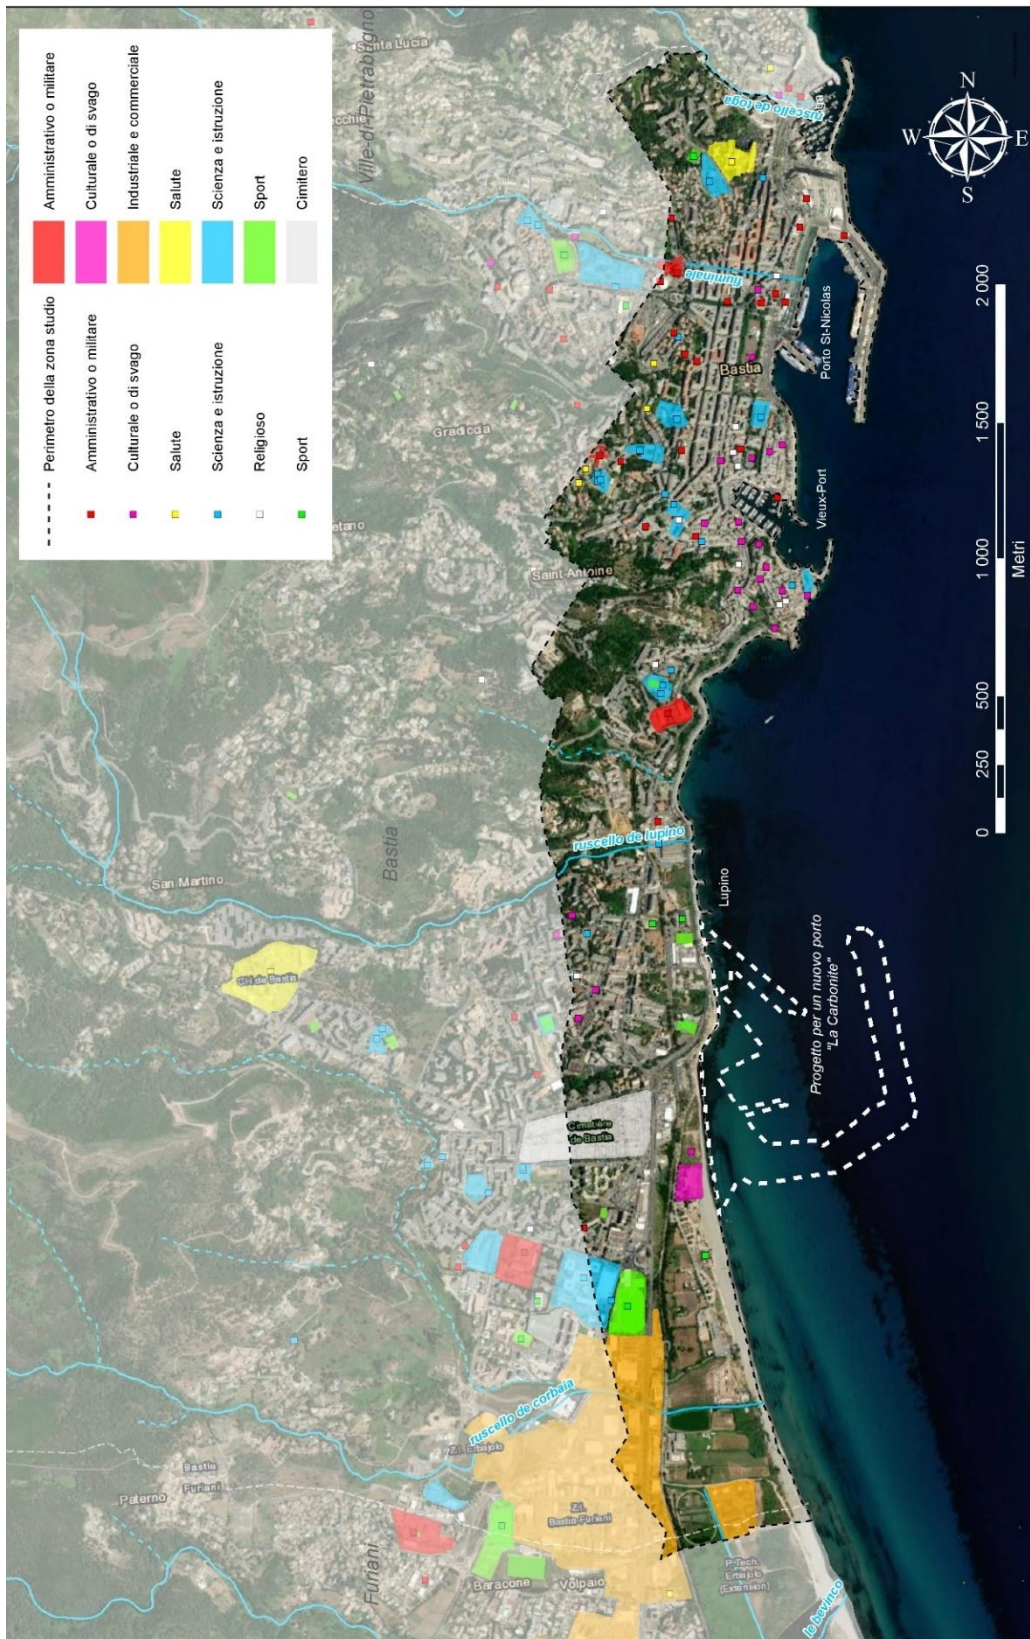 Perimetro della zona studio
Amministrativo o militare
Culturale o di svago
Salute
Scienza e istruzione
Religioso
Sport
Amministrativo o militare
Culturale o di svago
Industriale e commerciale
Salute
Scienza e istruzione
Sport
Cimitero
Santa Lucia
Ville-di-Pietrabugno
ruscello de toga
fiuminale
Gradiccia
Bastia
Porto St-Nicolas
Vieux-Port
Saint-Antoine
San Martino
Bastia
ruscello de lupino
Lupino
CH de Bastia
Cimetière
de Bastia
Progetto per un nuovo porto
"La Carbonite"
ruscello de corbaia
Z.I. Erbajolo
Bastia
Furiani
Paterno
Furiani
Z.I.
Bastia-Furiani
Baracone
Volpaio
P-Tech.
Erbajolo
(Extension)
le bevinco
N
W
E
S
0
250
500
1 000
1 500
2 000
Metri